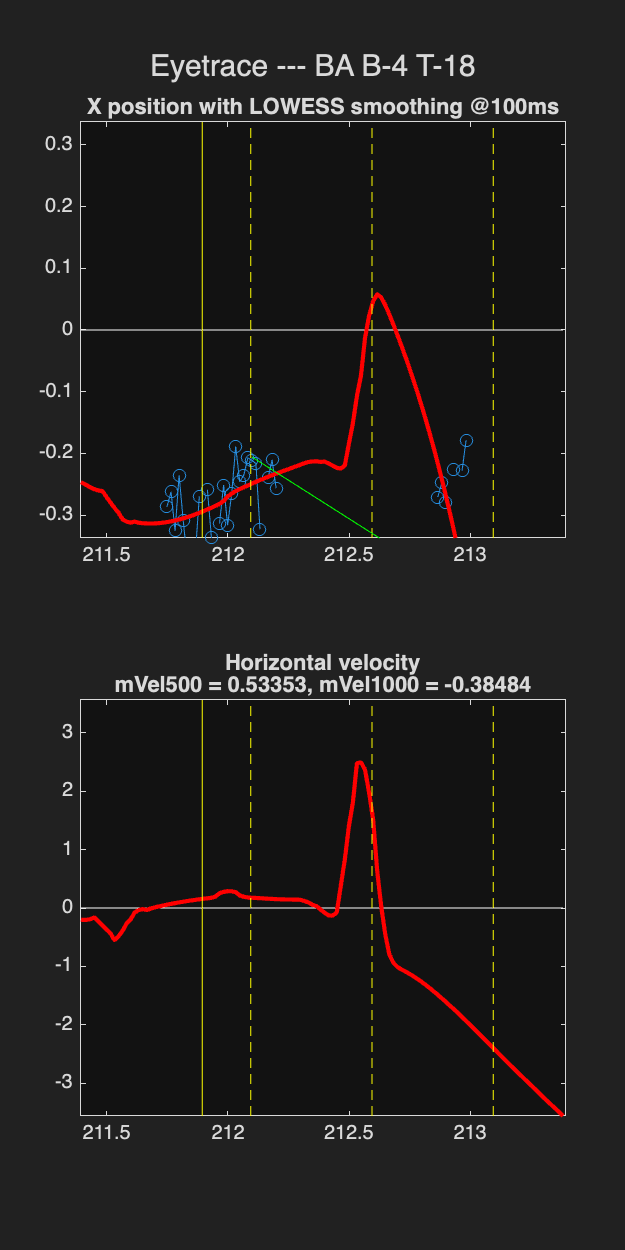 Eyetrace --- BA B-4 T-18
X position with LOWESS smoothing @100ms
0.3
0.2
0.1
0
-0.1
-0.2
-0.3
211.5 212 212.5 213
Horizontal velocity
mVel500 = 0.53353, mVel1000 = -0.38484
3
2
1
0
-1
-2
-3
211.5 212 212.5 213